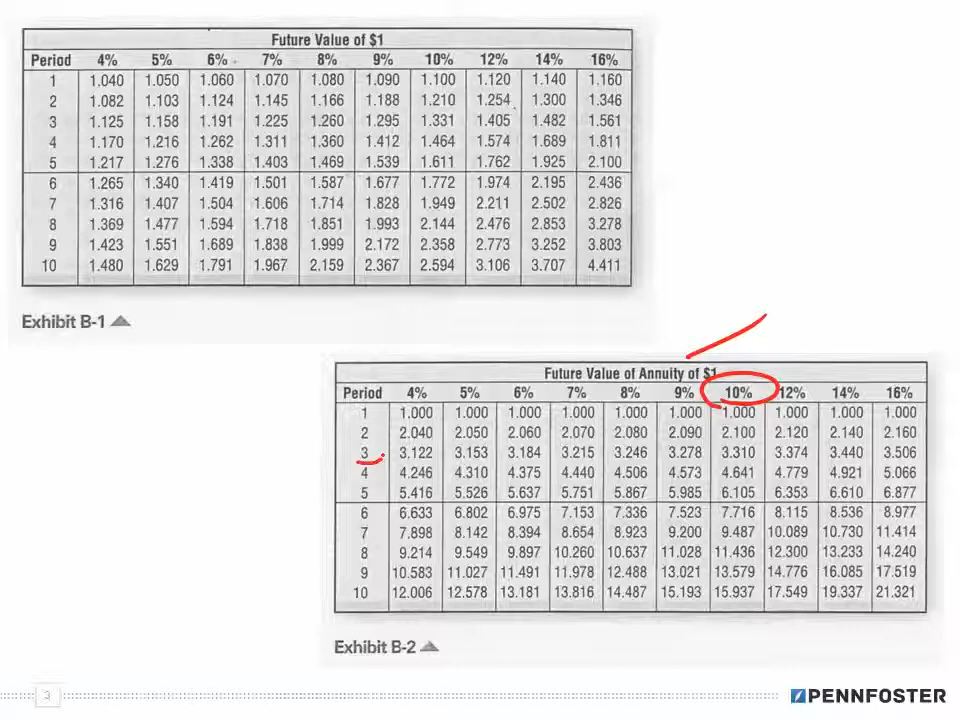 Future Value of $1
Period 4% 5% 6% 7% 8% 9% 10% 12% 14% 16%
1 1.040 1.050 1.060 1.070 1.080 1.090 1.100 1.120 1.140 1.160
2 1.082 1.103 1.124 1.145 1.166 1.188 1.210 1.254 1.300 1.346
3 1.125 1.158 1.191 1.225 1.260 1.295 1.331 1.405 1.482 1.561
4 1.170 1.216 1.262 1.311 1.360 1.412 1.464 1.574 1.689 1.811
5 1.217 1.276 1.338 1.403 1.469 1.539 1.611 1.762 1.925 2.100
6 1.265 1.340 1.419 1.501 1.587 1.677 1.772 1.974 2.195 2.436
7 1.316 1.407 1.504 1.606 1.714 1.828 1.949 2.211 2.502 2.826
8 1.369 1.477 1.594 1.718 1.851 1.993 2.144 2.476 2.853 3.278
9 1.423 1.551 1.689 1.838 1.999 2.172 2.358 2.773 3.252 3.803
10 1.480 1.629 1.791 1.967 2.159 2.367 2.594 3.106 3.707 4.411
Exhibit B-1
Future Value of Annuity of $1
Period 4% 5% 6% 7% 8% 9% 10% 12% 14% 16%
1 1.000 1.000 1.000 1.000 1.000 1.000 1.000 1.000 1.000 1.000
2 2.040 2.050 2.060 2.070 2.080 2.090 2.100 2.120 2.140 2.160
3 3.122 3.153 3.184 3.215 3.246 3.278 3.310 3.374 3.440 3.506
4 4.246 4.310 4.375 4.440 4.506 4.573 4.641 4.779 4.921 5.066
5 5.416 5.526 5.637 5.751 5.867 5.985 6.105 6.353 6.610 6.877
6 6.633 6.802 6.975 7.153 7.336 7.523 7.716 8.115 8.536 8.977
7 7.898 8.142 8.394 8.654 8.923 9.200 9.487 10.089 10.730 11.414
8 9.214 9.549 9.897 10.260 10.637 11.028 11.436 12.300 13.233 14.240
9 10.583 11.027 11.491 11.978 12.488 13.021 13.579 14.776 16.085 17.519
10 12.006 12.578 13.181 13.816 14.487 15.193 15.937 17.549 19.337 21.321
Exhibit B-2
3
PENNFOSTER